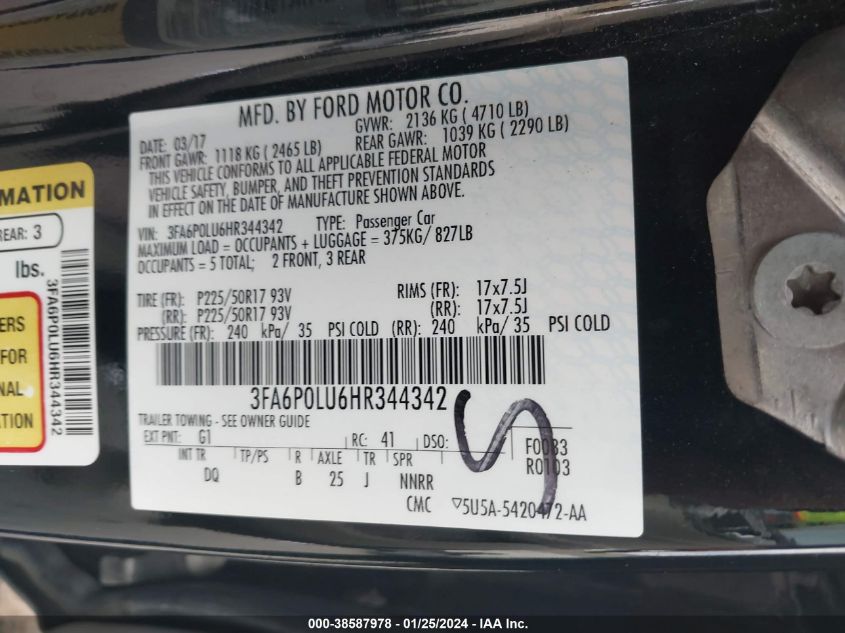 MFD. BY FORD MOTOR CO.
DATE: 03/17 GVWR: 2136 KG ( 4710 LB)
FRONT GAWR: 1118 KG ( 2465 LB) REAR GAWR: 1039 KG ( 2290 LB)
THIS VEHICLE CONFORMS TO ALL APPLICABLE FEDERAL MOTOR
VEHICLE SAFETY, BUMPER, AND THEFT PREVENTION STANDARDS
IN EFFECT ON THE DATE OF MANUFACTURE SHOWN ABOVE.
VIN: 3FA6P0LU6HR344342 TYPE: Passenger Car
MAXIMUM LOAD = OCCUPANTS + LUGGAGE = 375KG/ 827LB
OCCUPANTS = 5 TOTAL; 2 FRONT, 3 REAR
TIRE (FR): P225/50R17 93V RIMS (FR): 17x7.5J
(RR): P225/50R17 93V (RR): 17x7.5J
PRESSURE (FR): 240 kPa/ 35 PSI COLD (RR): 240 kPa/ 35 PSI COLD
3FA6P0LU6HR344342
TRAILER TOWING - SEE OWNER GUIDE
EXT PNT: G1 RC: 41 DSO: F0083
R0103
INT TR TP/PS R AXLE TR SPR
DQ B 25 J NNRR
CMC ▽5U5A-5420472-AA
MATION
REAR: 3
lbs.
ERS
FOR
NAL
3FA6P0LU6HR344342
000-38587978 - 01/25/2024 - IAA Inc.